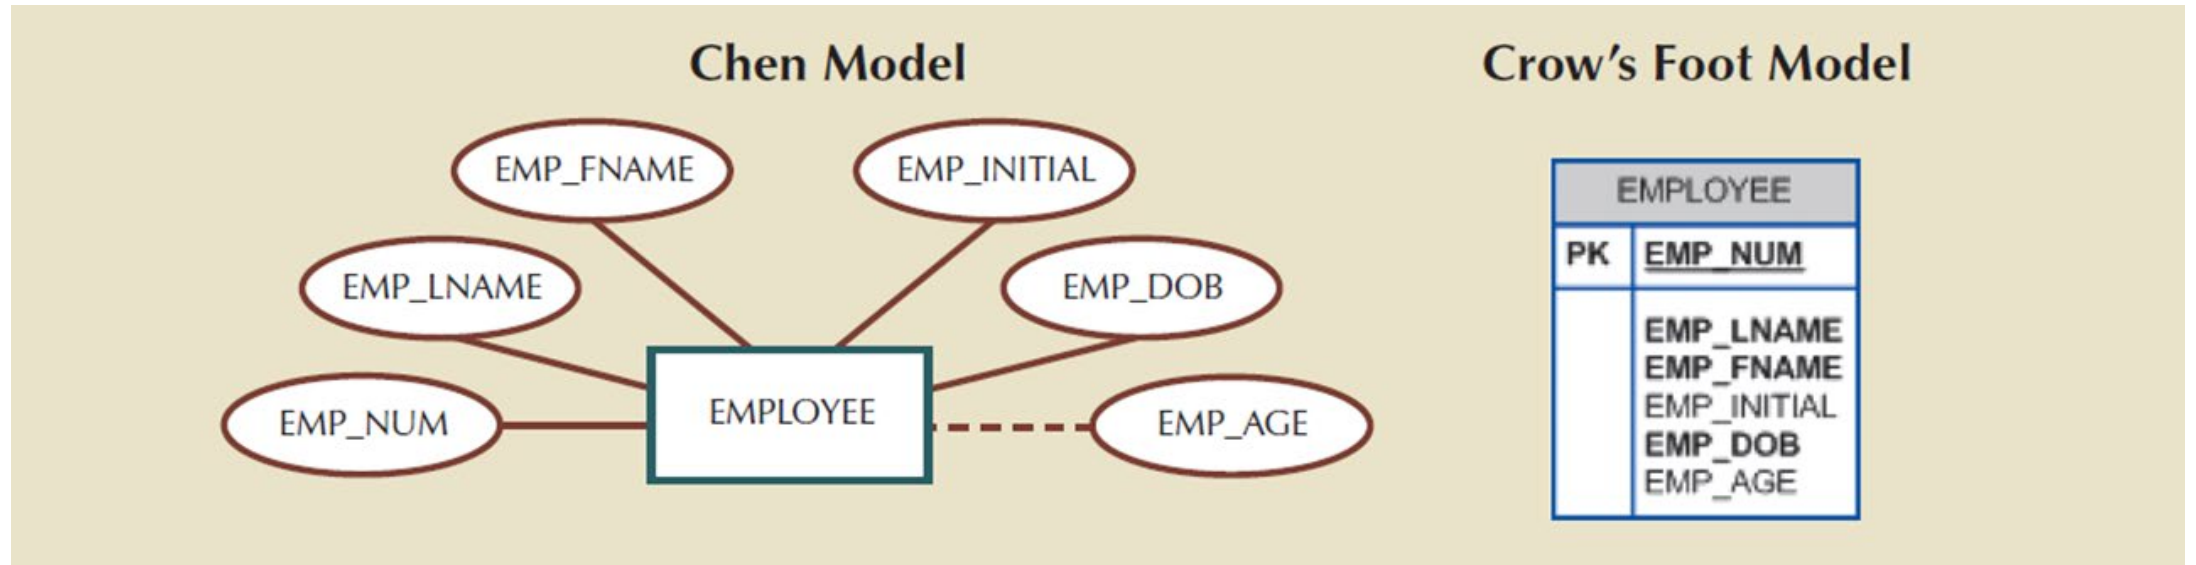 Chen Model
EMP_FNAME
EMP_INITIAL
EMP_LNAME
EMP_DOB
EMP_NUM
EMPLOYEE
EMP_AGE
Crow's Foot Model
EMPLOYEE
PK EMP_NUM
EMP_LNAME
EMP_FNAME
EMP_INITIAL
EMP_DOB
EMP_AGE